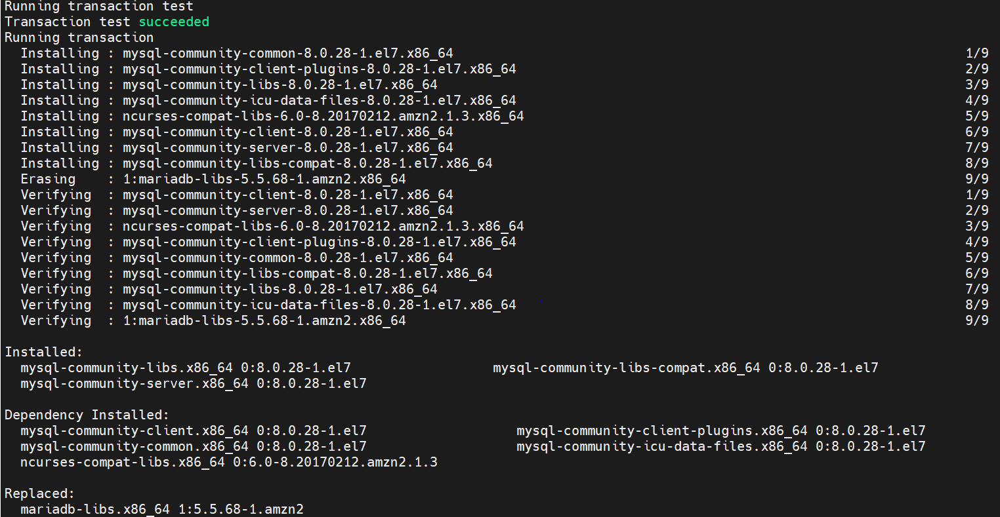 Running transaction test
Transaction test succeeded
Running transaction
  Installing : mysql-community-common-8.0.28-1.el7.x86_64 1/9
  Installing : mysql-community-client-plugins-8.0.28-1.el7.x86_64 2/9
  Installing : mysql-community-libs-8.0.28-1.el7.x86_64 3/9
  Installing : mysql-community-icu-data-files-8.0.28-1.el7.x86_64 4/9
  Installing : ncurses-compat-libs-6.0-8.20170212.amzn2.1.3.x86_64 5/9
  Installing : mysql-community-client-8.0.28-1.el7.x86_64 6/9
  Installing : mysql-community-server-8.0.28-1.el7.x86_64 7/9
  Installing : mysql-community-libs-compat-8.0.28-1.el7.x86_64 8/9
  Erasing    : 1:mariadb-libs-5.5.68-1.amzn2.x86_64 9/9
  Verifying  : mysql-community-client-8.0.28-1.el7.x86_64 1/9
  Verifying  : mysql-community-server-8.0.28-1.el7.x86_64 2/9
  Verifying  : ncurses-compat-libs-6.0-8.20170212.amzn2.1.3.x86_64 3/9
  Verifying  : mysql-community-client-plugins-8.0.28-1.el7.x86_64 4/9
  Verifying  : mysql-community-common-8.0.28-1.el7.x86_64 5/9
  Verifying  : mysql-community-libs-compat-8.0.28-1.el7.x86_64 6/9
  Verifying  : mysql-community-libs-8.0.28-1.el7.x86_64 7/9
  Verifying  : mysql-community-icu-data-files-8.0.28-1.el7.x86_64 8/9
  Verifying  : 1:mariadb-libs-5.5.68-1.amzn2.x86_64 9/9

Installed:
  mysql-community-libs.x86_64 0:8.0.28-1.el7 mysql-community-libs-compat.x86_64 0:8.0.28-1.el7
  mysql-community-server.x86_64 0:8.0.28-1.el7

Dependency Installed:
  mysql-community-client.x86_64 0:8.0.28-1.el7 mysql-community-client-plugins.x86_64 0:8.0.28-1.el7
  mysql-community-common.x86_64 0:8.0.28-1.el7 mysql-community-icu-data-files.x86_64 0:8.0.28-1.el7
  ncurses-compat-libs.x86_64 0:6.0-8.20170212.amzn2.1.3

Replaced:
  mariadb-libs.x86_64 1:5.5.68-1.amzn2